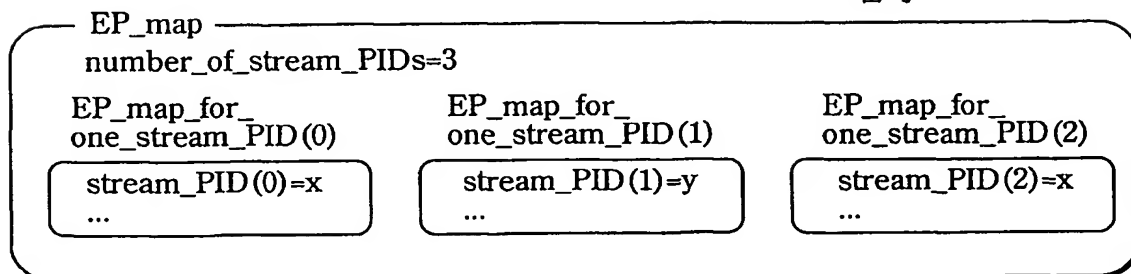 EP_map
number_of_stream_PIDs=3
EP_map_for_
one_stream_PID(0)
stream_PID(0)=x
...
EP_map_for_
one_stream_PID(1)
stream_PID(1)=y
...
EP_map_for_
one_stream_PID(2)
stream_PID(2)=x
...